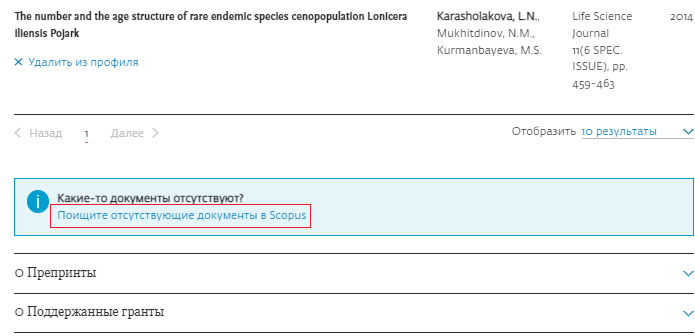 The number and the age structure of rare endemic species cenopopulation Lonicera
iliensis Pojark
Karasholakova, L.N.,
Mukhitdinov, N.M.,
Kurmanbayeva, M.S.
Life Science
Journal
11(6 SPEC.
ISSUE), pp.
459-463
2014
Удалить из профиля
Назад 1 Далее
Отобразить 10 результаты
Какие-то документы отсутствуют?
Поищите отсутствующие документы в Scopus
0 Препринты
0 Поддержанные гранты